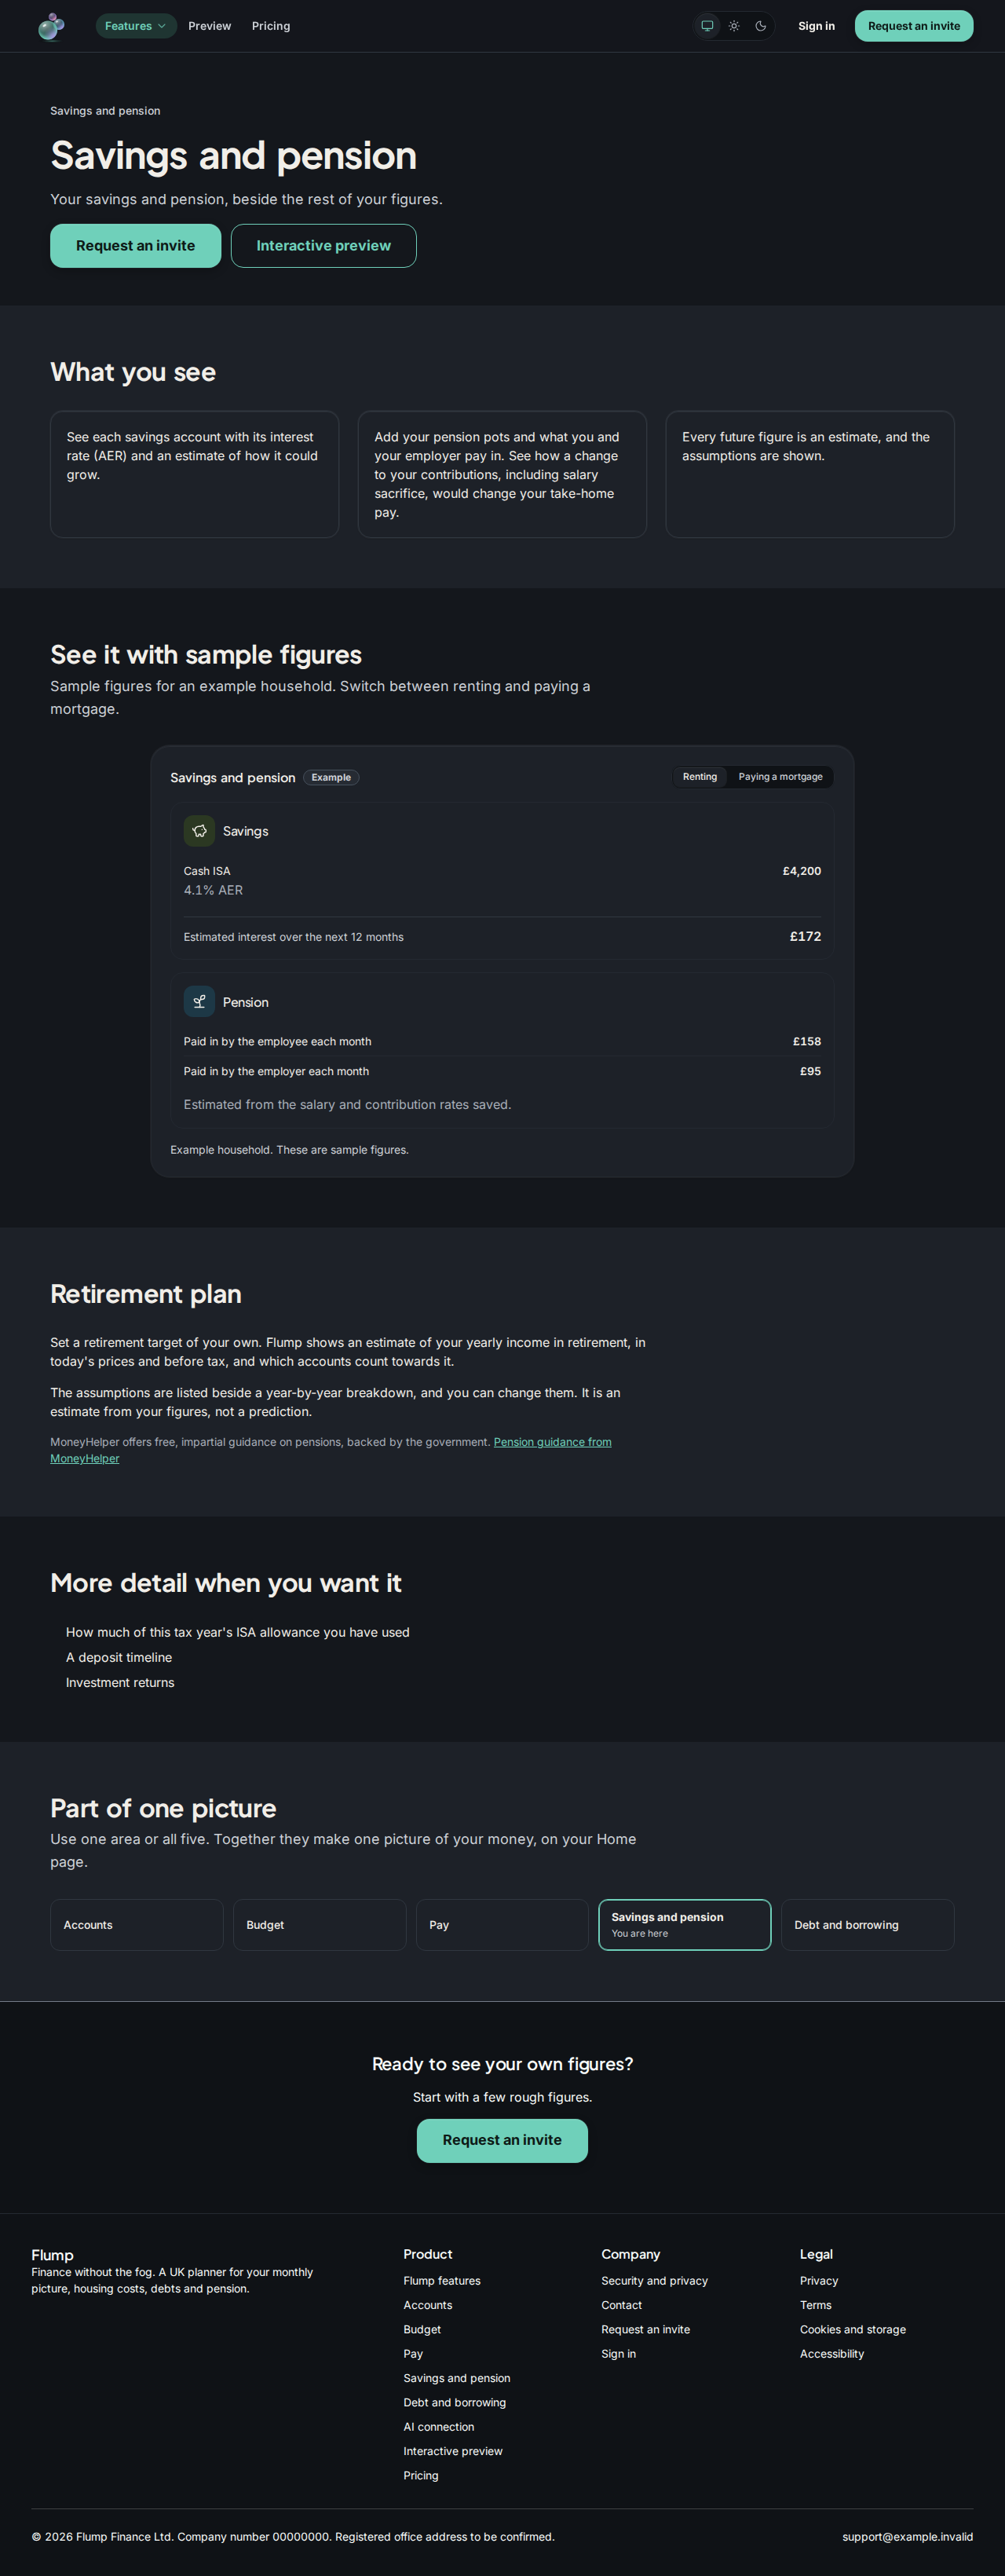 Features
Preview
Pricing
Sign in
Request an invite
Savings and pension
Savings and pension
Your savings and pension, beside the rest of your figures.
Request an invite
Interactive preview
What you see
See each savings account with its interest
rate (AER) and an estimate of how it could
grow.
Add your pension pots and what you and
your employer pay in. See how a change
to your contributions, including salary
sacrifice, would change your take-home
pay.
Every future figure is an estimate, and the
assumptions are shown.
See it with sample figures
Sample figures for an example household. Switch between renting and paying a
mortgage.
Savings and pension
Example
Renting
Paying a mortgage
Savings
Cash ISA
£4,200
4.1% AER
Estimated interest over the next 12 months
£172
Pension
Paid in by the employee each month
£158
Paid in by the employer each month
£95
Estimated from the salary and contribution rates saved.
Example household. These are sample figures.
Retirement plan
Set a retirement target of your own. Flump shows an estimate of your yearly income in retirement, in
today's prices and before tax, and which accounts count towards it.
The assumptions are listed beside a year-by-year breakdown, and you can change them. It is an
estimate from your figures, not a prediction.
MoneyHelper offers free, impartial guidance on pensions, backed by the government. Pension guidance from
MoneyHelper
More detail when you want it
How much of this tax year's ISA allowance you have used
A deposit timeline
Investment returns
Part of one picture
Use one area or all five. Together they make one picture of your money, on your Home
page.
Accounts
Budget
Pay
Savings and pension
You are here
Debt and borrowing
Ready to see your own figures?
Start with a few rough figures.
Request an invite
Flump
Finance without the fog. A UK planner for your monthly
picture, housing costs, debts and pension.
Product
Flump features
Accounts
Budget
Pay
Savings and pension
Debt and borrowing
AI connection
Interactive preview
Pricing
Company
Security and privacy
Contact
Request an invite
Sign in
Legal
Privacy
Terms
Cookies and storage
Accessibility
© 2026 Flump Finance Ltd. Company number 00000000. Registered office address to be confirmed.
support@example.invalid